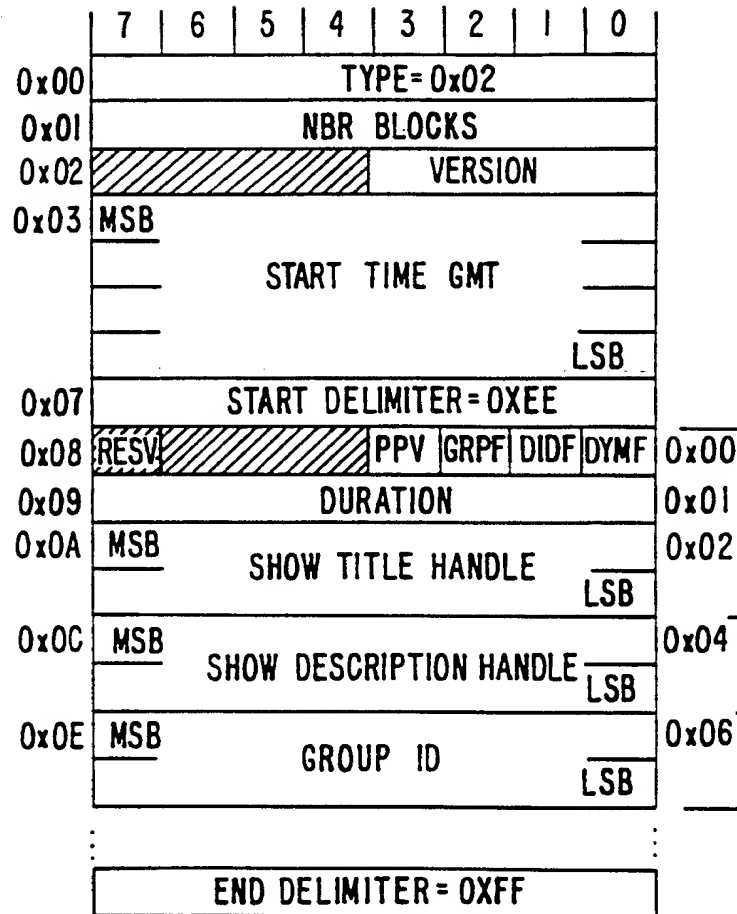 7 6 5 4 3 2 1 0
0x00 TYPE=0x02
0x01 NBR BLOCKS
0x02 VERSION
0x03 MSB
START TIME GMT
LSB
0x07 START DELIMITER=0XEE
0x08 RESV PPV GRPF DIDF DYMF 0x00
0x09 DURATION 0x01
0x0A MSB 0x02
SHOW TITLE HANDLE
LSB
0x0C MSB 0x04
SHOW DESCRIPTION HANDLE
LSB
0x0E MSB 0x06
GROUP ID
LSB
END DELIMITER=0XFF